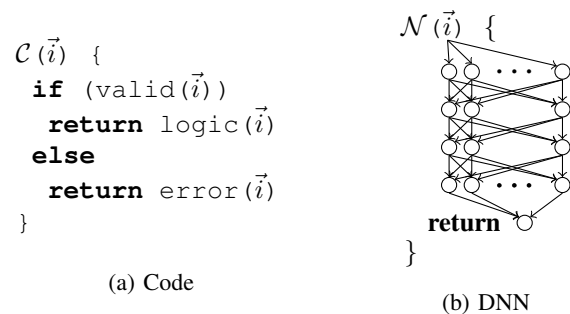 𝒞(i⃗) {
if (valid(i⃗))
return logic(i⃗)
else
return error(i⃗)
}
(a) Code
𝒩(i⃗) {
···
···
return
}
(b) DNN